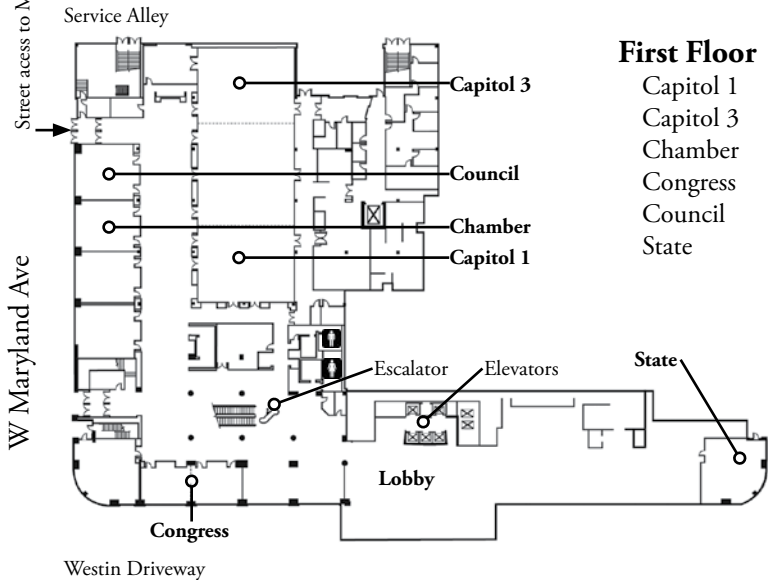 Service Alley
Street acess to M
First Floor
Capitol 1
Capitol 3
Chamber
Congress
Council
State
Capitol 3
Council
Chamber
Capitol 1
W Maryland Ave
Escalator
Elevators
State
Lobby
Congress
Westin Driveway